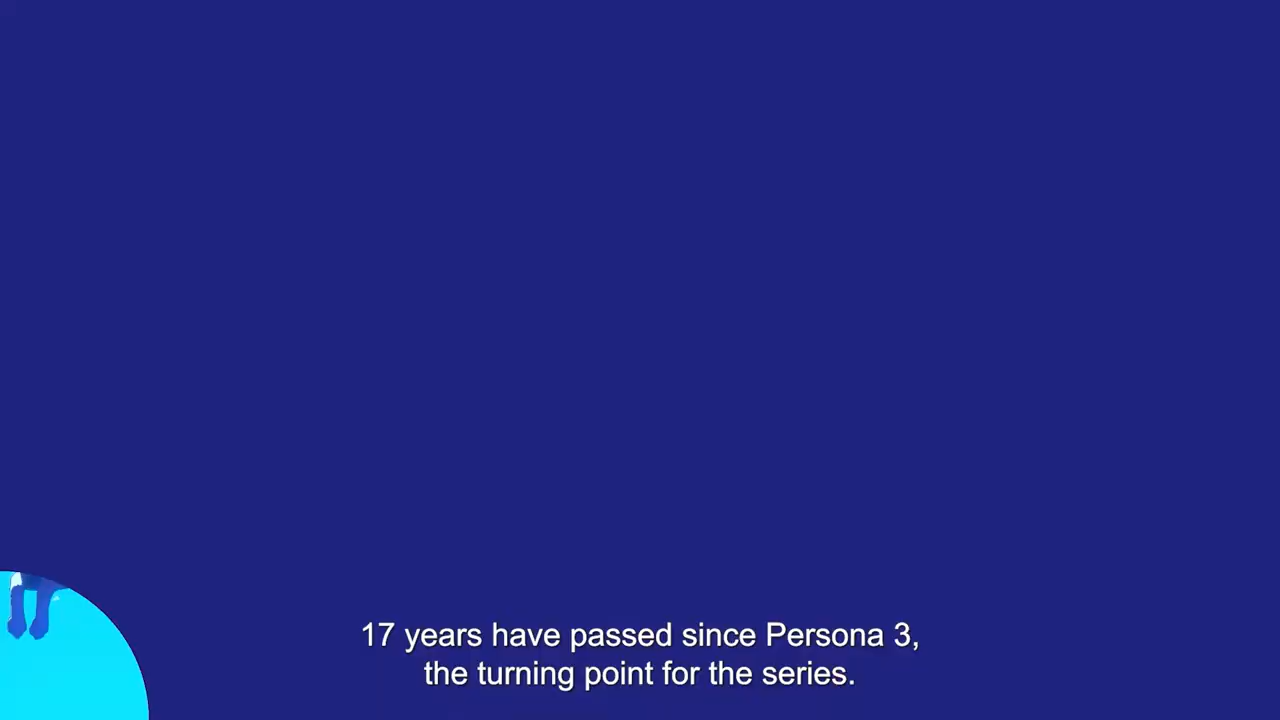 17 years have passed since Persona 3,
the turning point for the series.